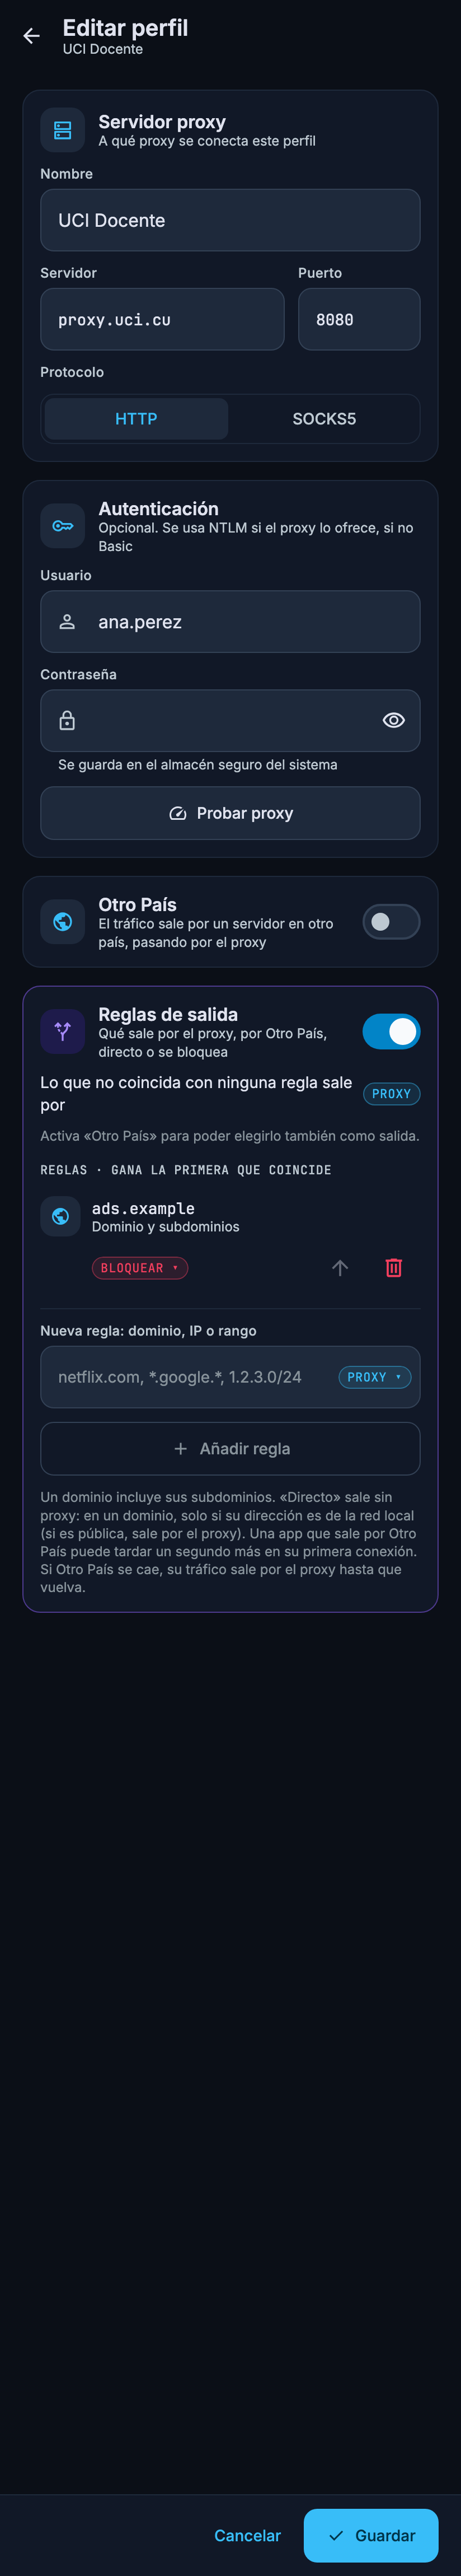 Editar perfil
UCI Docente
Servidor proxy
A qué proxy se conecta este perfil
Nombre
UCI Docente
Servidor
Puerto
proxy.uci.cu
8080
Protocolo
HTTP
SOCKS5
Autenticación
Opcional. Se usa NTLM si el proxy lo ofrece, si no
Basic
Usuario
ana.perez
Contraseña
Se guarda en el almacén seguro del sistema
Probar proxy
Otro País
El tráfico sale por un servidor en otro
país, pasando por el proxy
Reglas de salida
Qué sale por el proxy, por Otro País,
directo o se bloquea
Lo que no coincida con ninguna regla sale
por
PROXY
Activa «Otro País» para poder elegirlo también como salida.
REGLAS · GANA LA PRIMERA QUE COINCIDE
ads.example
Dominio y subdominios
BLOQUEAR
Nueva regla: dominio, IP o rango
netflix.com, *.google.*, 1.2.3.0/24
PROXY
Añadir regla
Un dominio incluye sus subdominios. «Directo» sale sin
proxy: en un dominio, solo si su dirección es de la red local
(si es pública, sale por el proxy). Una app que sale por Otro
País puede tardar un segundo más en su primera conexión.
Si Otro País se cae, su tráfico sale por el proxy hasta que
vuelva.
Cancelar
Guardar